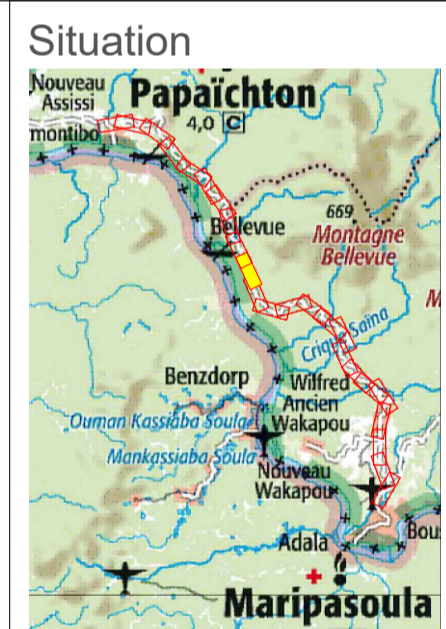 Situation
Nouveau
Assissi
Papaïchton
montibo
4,0 C
Bellevue
669
Montagne
Bellevue
M
Crique Saïna
Benzdorp
Wilfred
Ancien
Wakapou
Ouman Kassiaba Soula
Mankassiaba Soula
Nouveau
Wakapou
Adala
Bous
Maripasoula